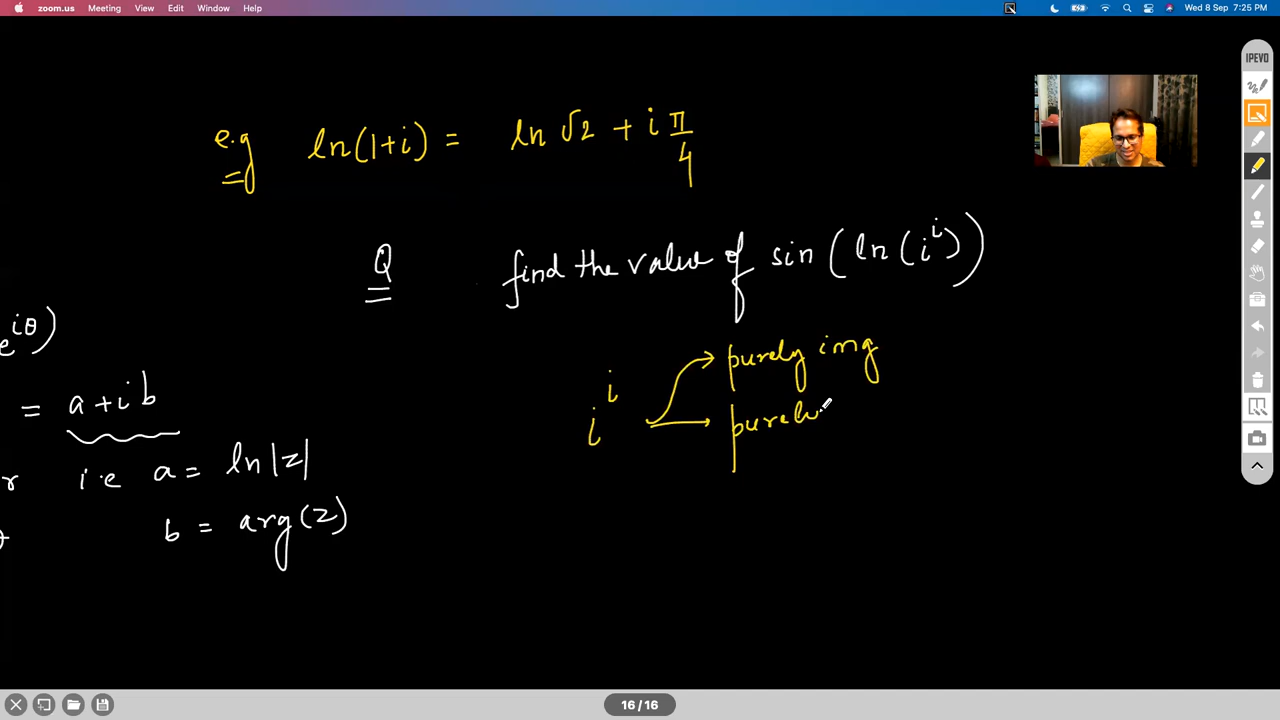 zoom.us Meeting View Edit Window Help Wed 8 Sep 7:25 PM
IPEVO
e.g ln(1+i) = ln √2 + i π/4
Q find the value of sin(ln(i^i))
e^iθ)
= a + i b
r i.e a = ln|z|
b = arg(z)
i^i purely img
purely
16/16